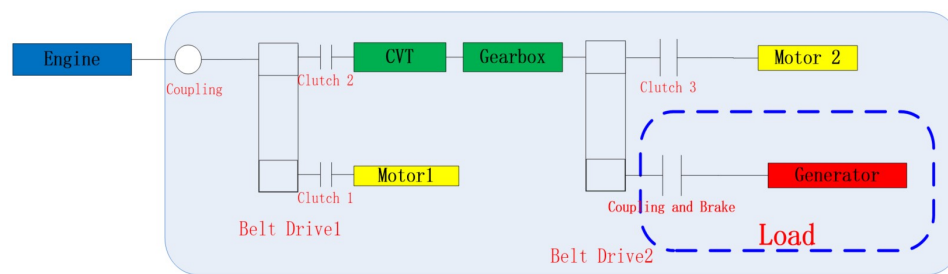 Engine
Coupling
Clutch 2
CVT
Gearbox
Clutch 3
Motor 2
Clutch 1
Motor1
Belt Drive1
Coupling and Brake
Generator
Load
Belt Drive2